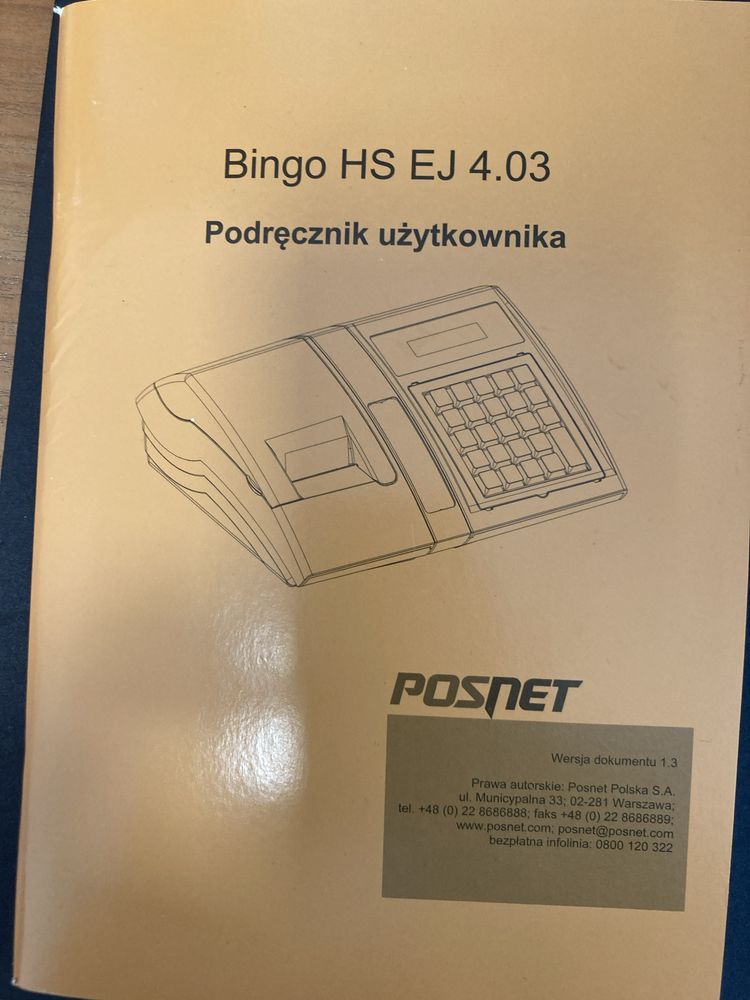 Bingo HS EJ 4.03
Podręcznik użytkownika
POSNET
Wersja dokumentu 1.3
Prawa autorskie: Posnet Polska S.A.
ul. Municypalna 33; 02-281 Warszawa;
tel. +48 (0) 22 8686888; faks +48 (0) 22 8686889;
www.posnet.com; posnet@posnet.com
bezpłatna infolinia: 0800 120 322